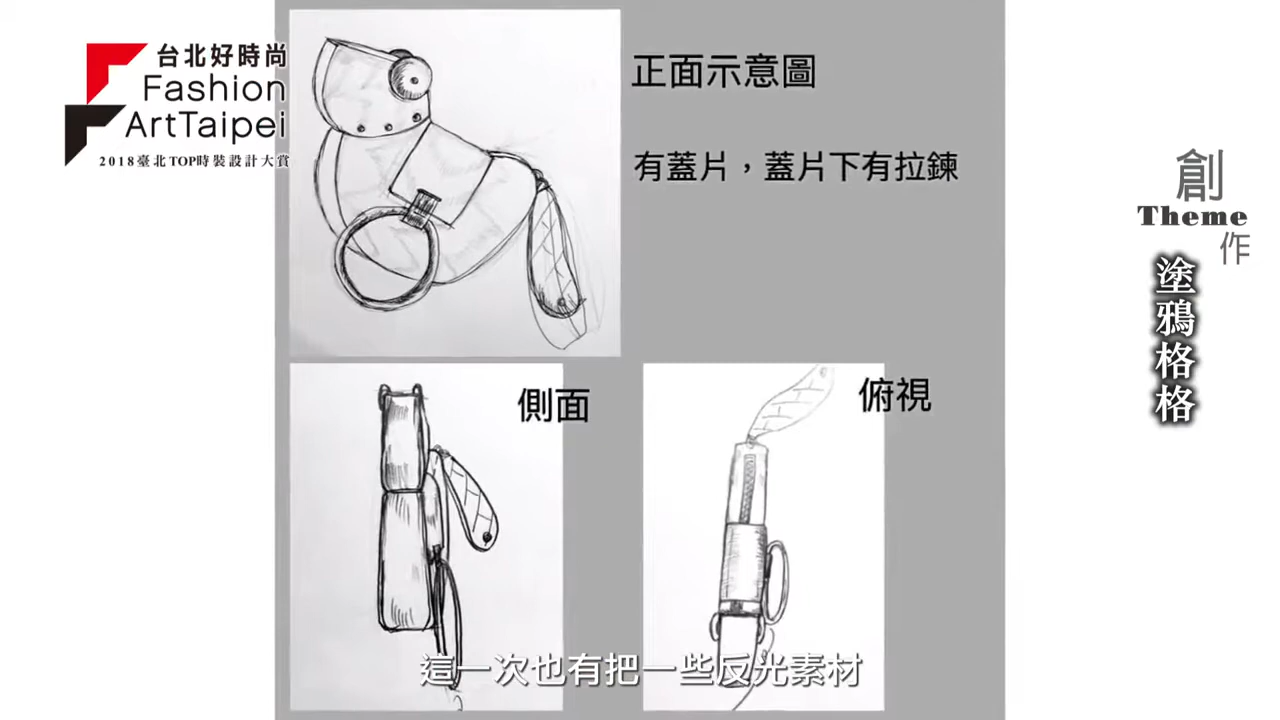 台北好時尚
Fashion
ArtTaipei
2018臺北TOP時裝設計大賞
正面示意圖
有蓋片，蓋片下有拉鍊
創
Theme
作
塗鴉格格
側面
俯視
這一次也有把一些反光素材